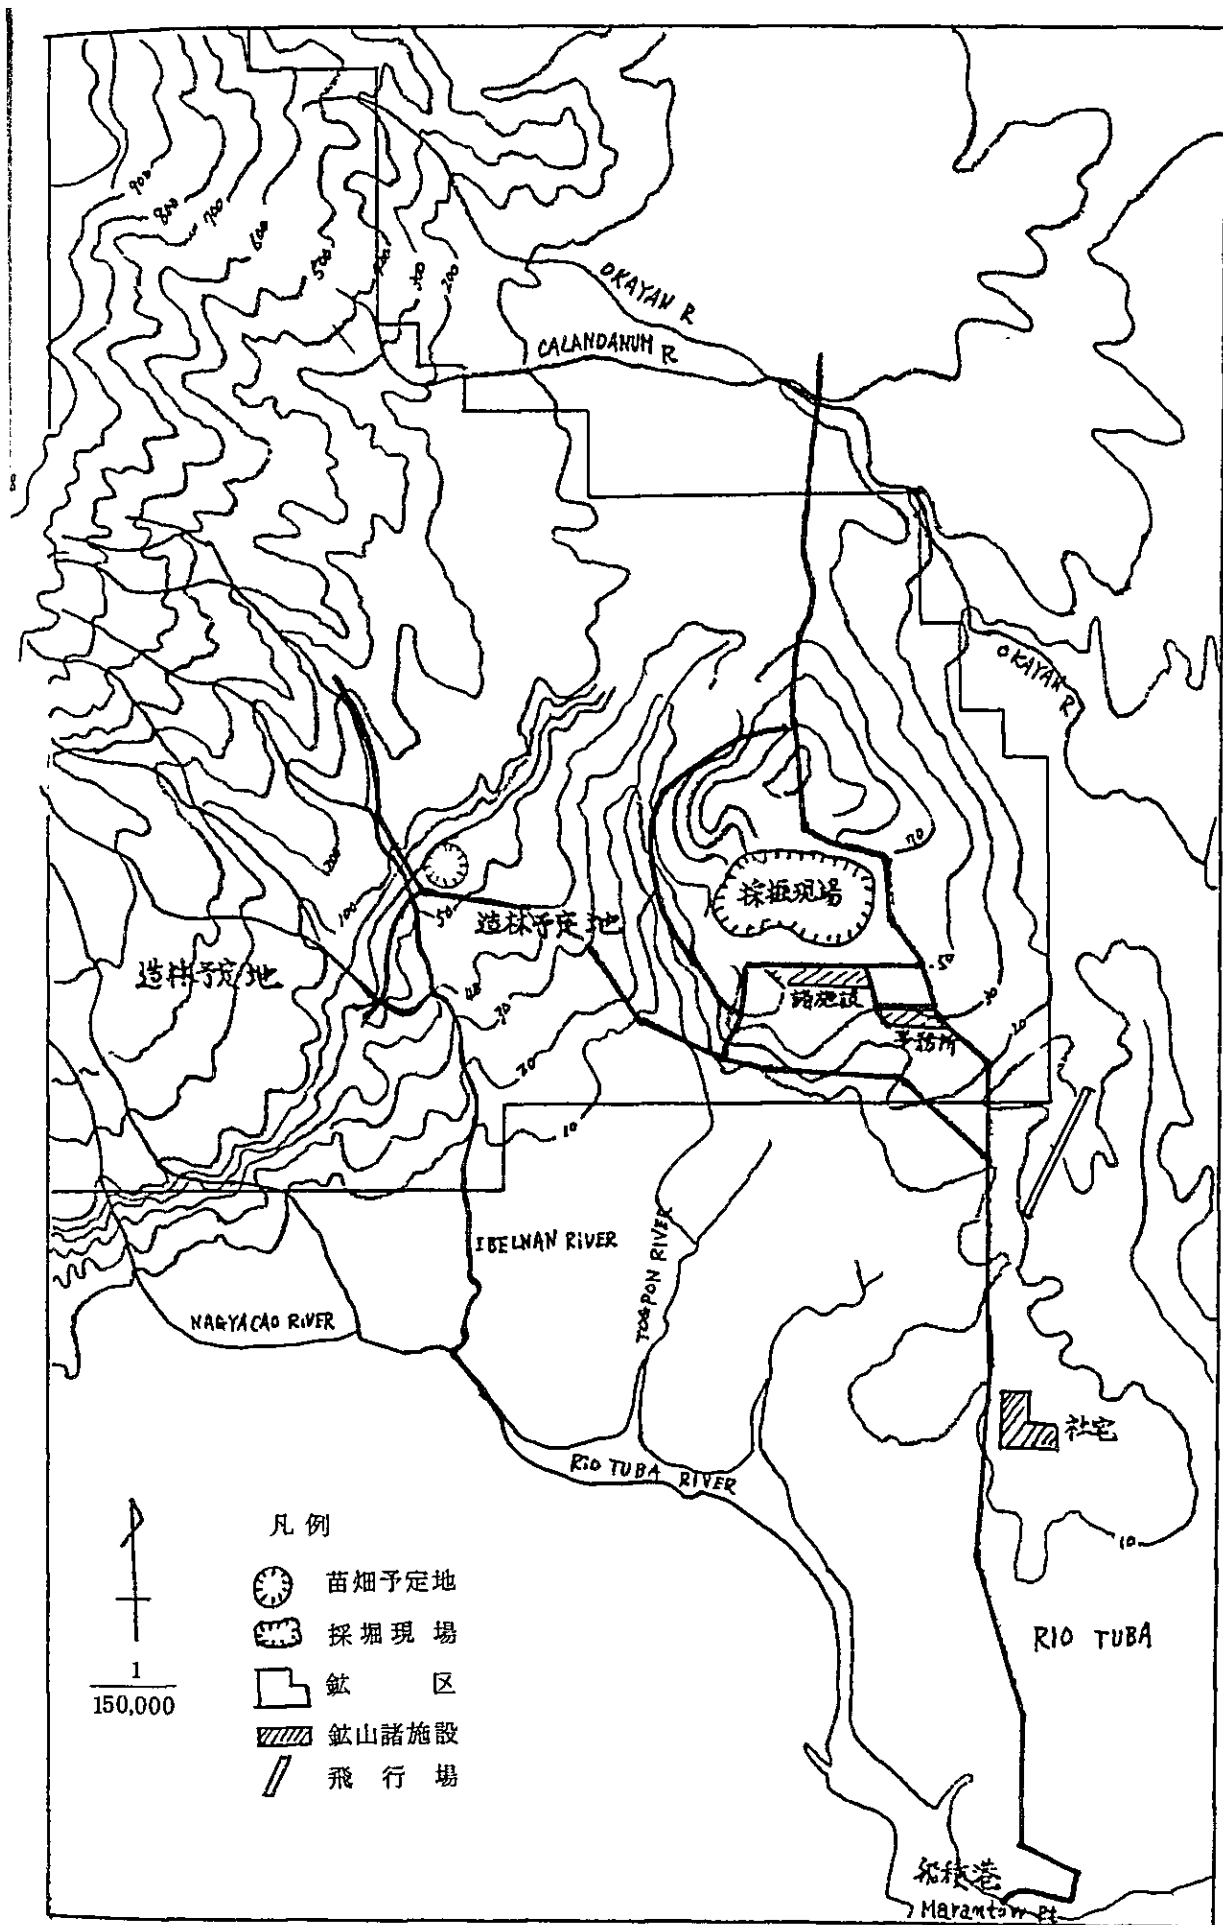 900
800
700
600
500
300
200
OKAYAN R
CALANDANUM R
OKAYAN R
70
採掘現場
200
100
50
造林予定地
造林予定地
50
諸施設
40
30
30
20
事務所
20
10
IBELNAN RIVER
TOGPON RIVER
NAGYACAO RIVER
社宅
RIO TUBA RIVER
10
凡例
苗畑予定地
採堀現場
鉱区
鉱山諸施設
飛行場
1
150,000
RIO TUBA
船積港
Marantow Pt.